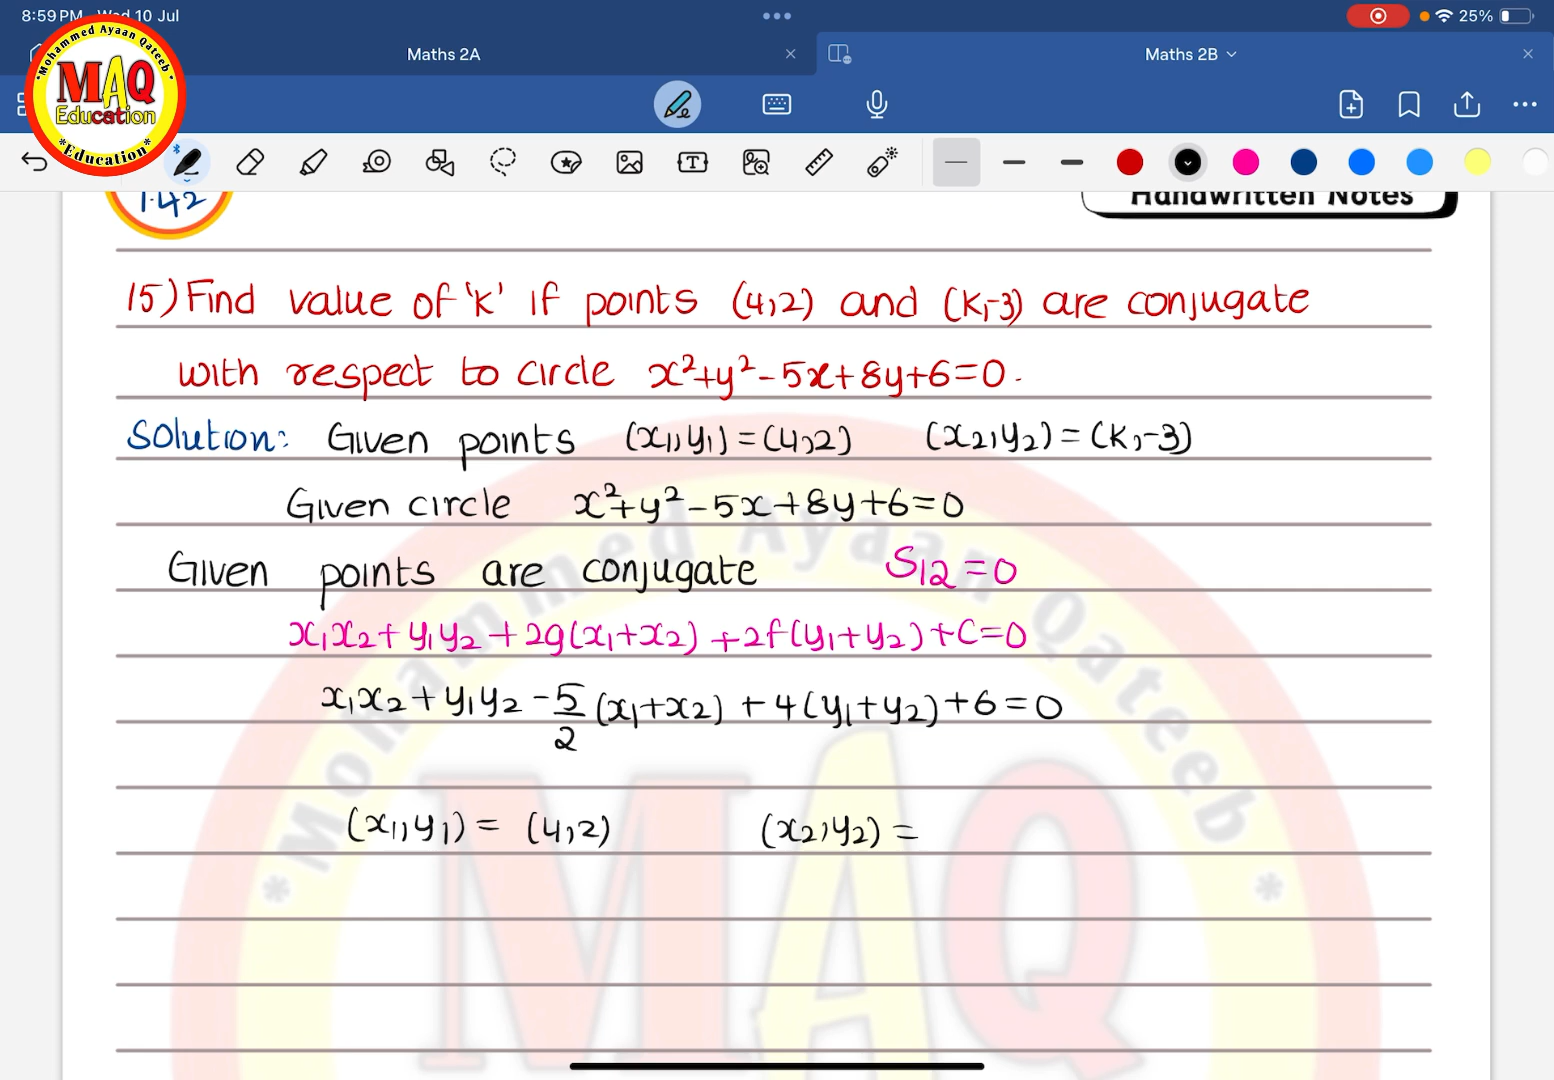 8:59 PM Wed 10 Jul
25%
Maths 2A
Maths 2B
Mohammed Ayaan Qateeb
MAQ
Education
*Education*
T
1.42
Handwritten Notes
15) Find value of 'k' if points (4,2) and (k,-3) are conjugate
with respect to circle x²+y²-5x+8y+6=0.
Solution: Given points (x₁,y₁)=(4,2) (x₂,y₂)=(k,-3)
Given circle x²+y²-5x+8y+6=0
Given points are conjugate S₁₂=0
x₁x₂+y₁y₂+2g(x₁+x₂)+2f(y₁+y₂)+c=0
x₁x₂+y₁y₂-5/2(x₁+x₂)+4(y₁+y₂)+6=0
(x₁,y₁)=(4,2) (x₂,y₂)=
*Mohammed Ayaan Qateeb*
MAQ